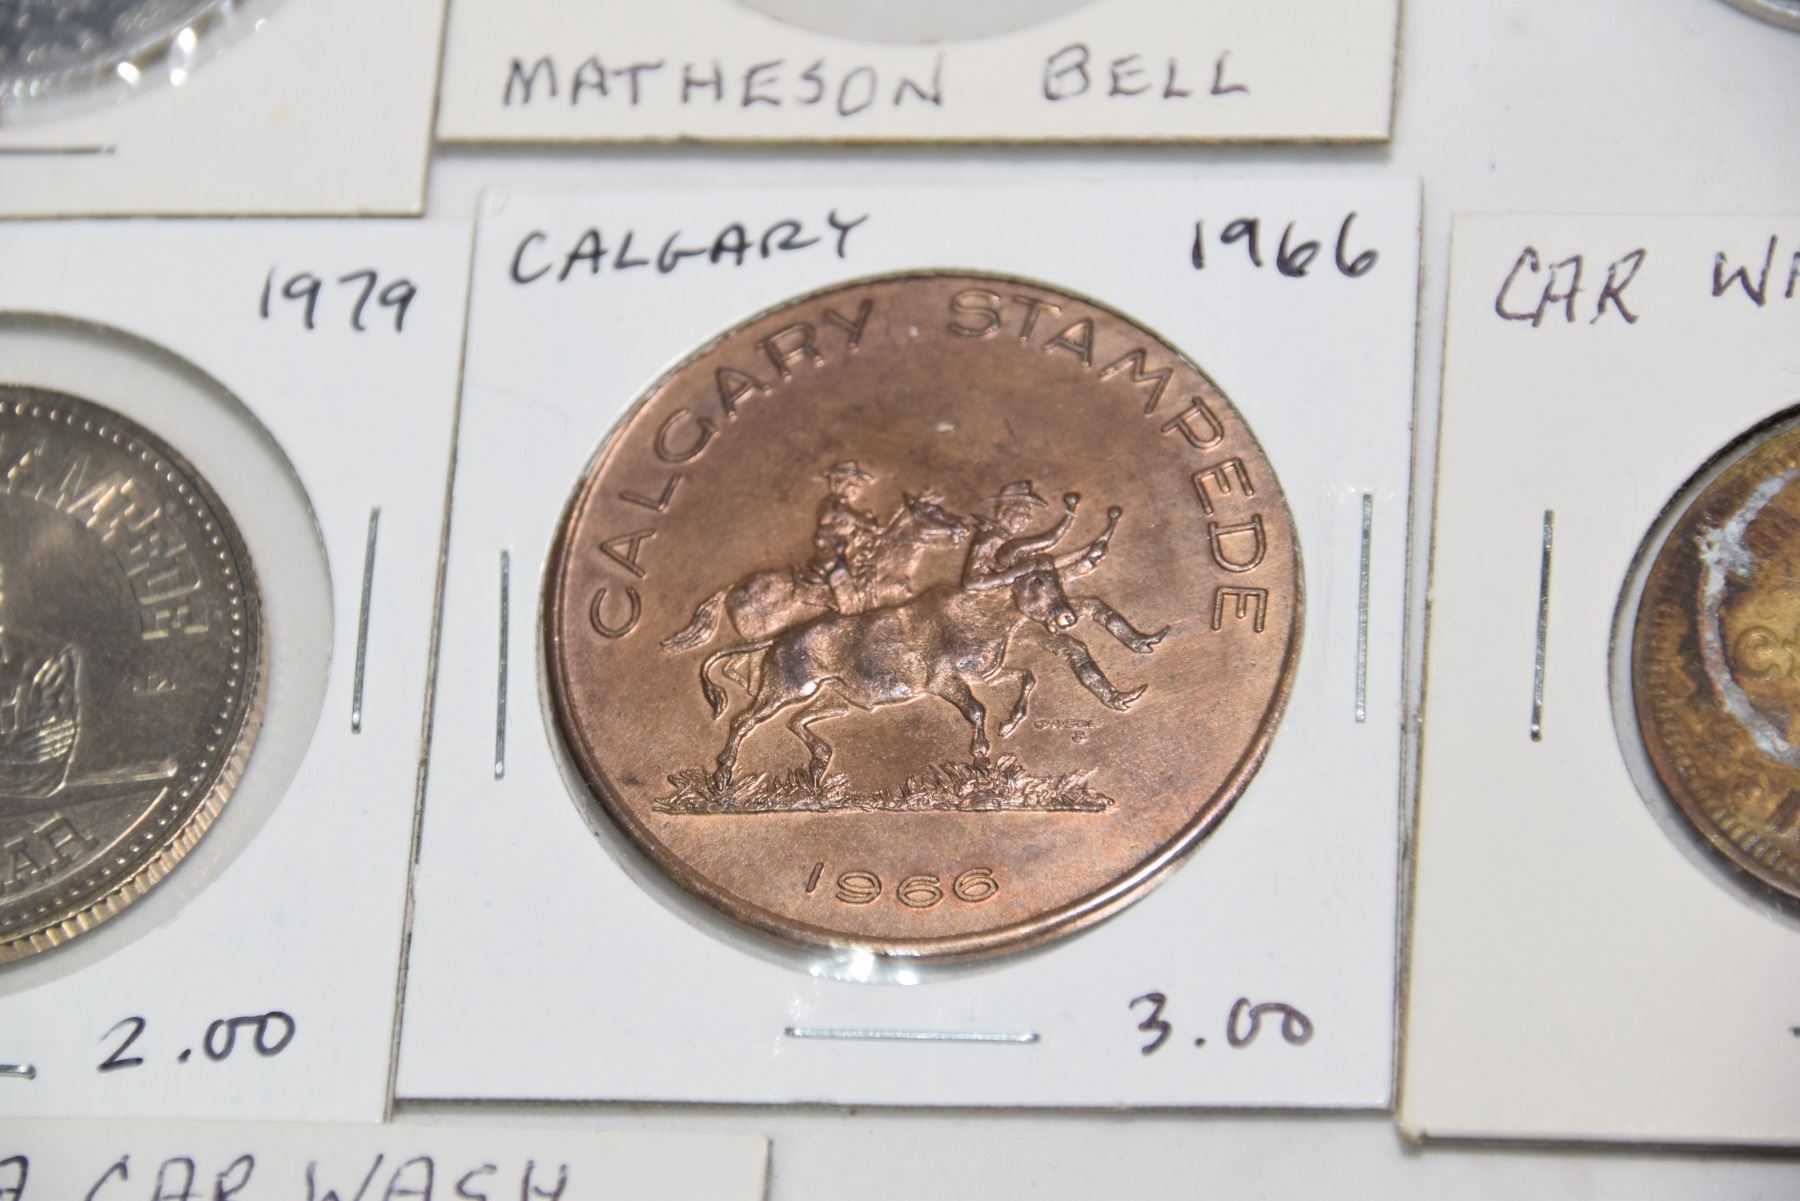 MATHESON BELL
CALGARY 1966
CALGARY STAMPEDE
1966
3.00
1979
2.00
CAR
CAR WASH